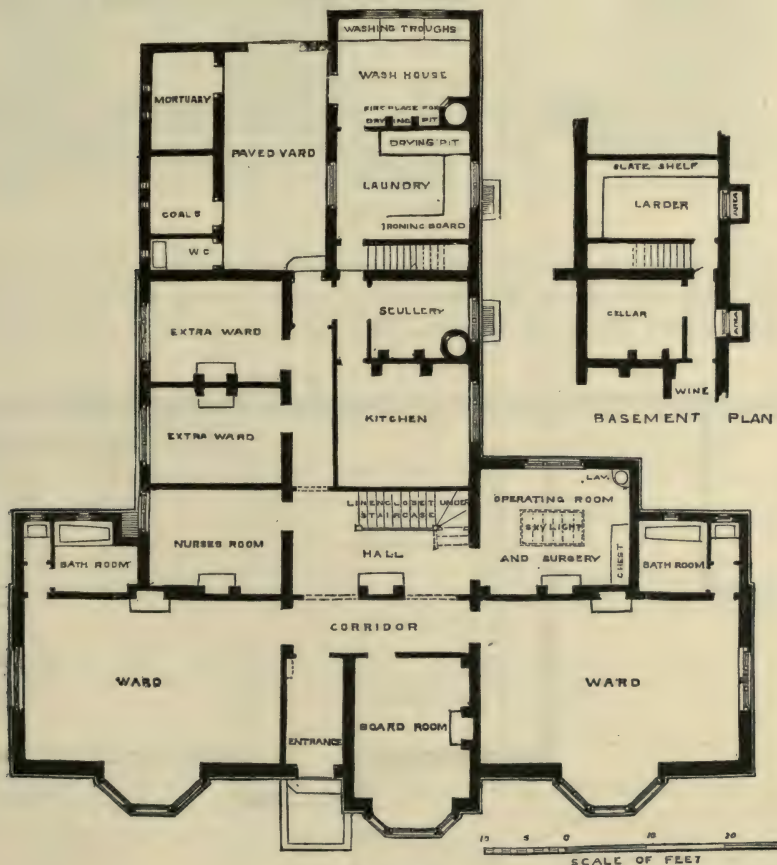 WASHING TROUGHS
WASH HOUSE
FIRE PLACE FOR
DRYING PIT
DRYING PIT
LAUNDRY
IRONING BOARD
MORTUARY
PAVED YARD
COALS
WC
EXTRA WARD
SCULLERY
EXTRA WARD
KITCHEN
SLATE SHELF
LARDER
AREA
CELLAR
AREA
WINE
BASEMENT PLAN
LINEN CLOSET UNDER
STAIRCASE
NURSES ROOM
HALL
LAV.
OPERATING ROOM
SKYLIGHT
AND SURGERY
CHEST
BATH ROOM
BATH ROOM
CORRIDOR
WARD
ENTRANCE
BOARD ROOM
WARD
10 5 0 10 20
SCALE OF FEET